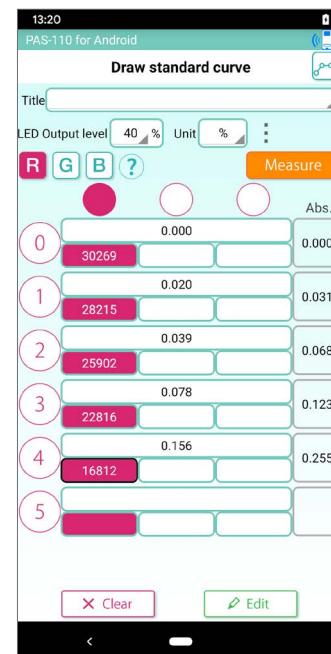 13:20
PAS-110 for Android
Draw standard curve
Title
LED Output level 40 % Unit %
R G B ? Measure
Abs.
0 0.000 0.000
30269
1 0.020 0.031
28215
2 0.039 0.068
25902
3 0.078 0.123
22816
4 0.156 0.255
16812
5
× Clear Edit